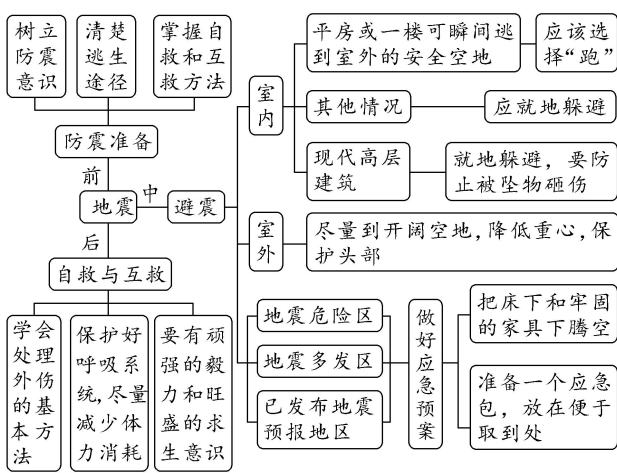 树立
防震
意识
清楚
逃生
途径
掌握自
救和互
救方法
防震准备
前
地震
中
避震
后
自救与互救
学会
处理
外伤
的基
本方
法
保护好
呼吸系
统,尽量
减少体
力消耗
要有顽
强的毅
力和旺
盛的求
生意识
室
内
平房或一楼可瞬间逃
到室外的安全空地
应该选
择“跑”
其他情况
应就地躲避
现代高层
建筑
就地躲避，要防
止被坠物砸伤
室
外
尽量到开阔空地,降低重心,保
护头部
地震危险区
地震多发区
已发布地震
预报地区
做
好
应
急
预
案
把床下和牢固
的家具下腾空
准备一个应急
包，放在便于
取到处